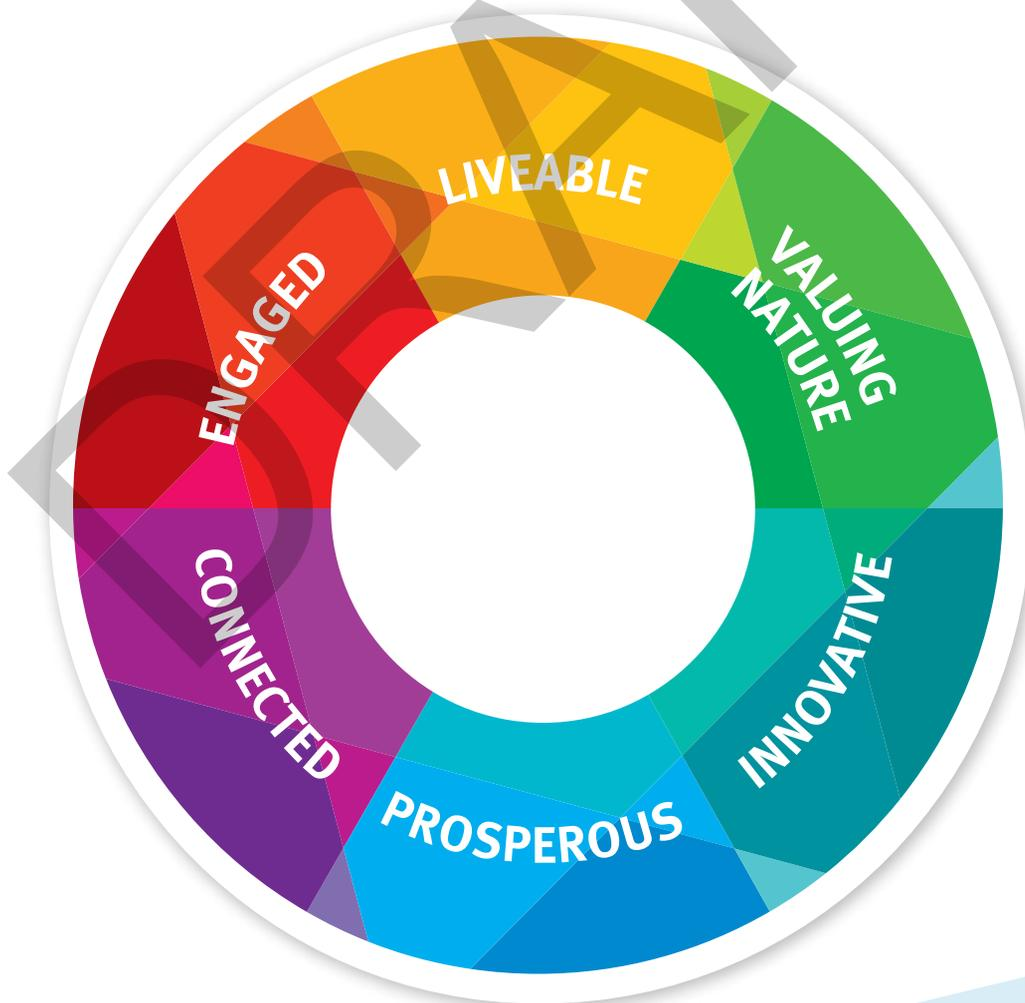 LIVEABLE
VALUING
NATURE
INNOVATIVE
PROSPEROUS
CONNECTED
ENGAGED